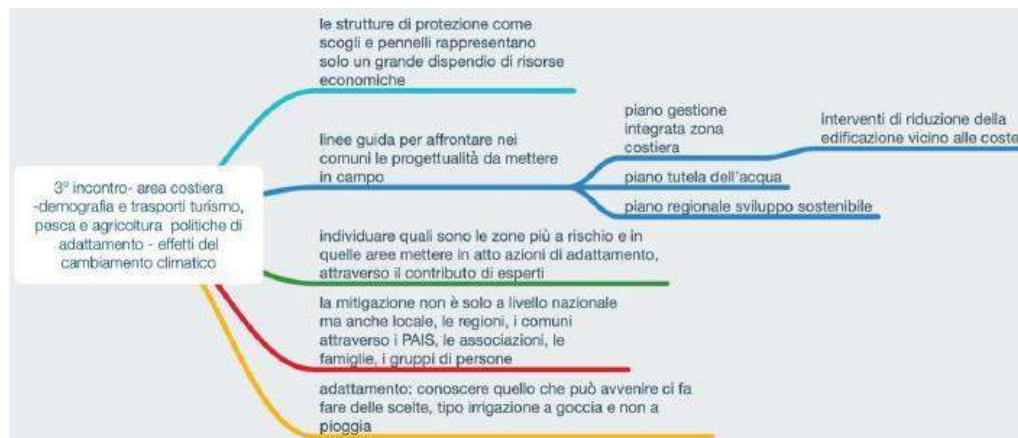 le strutture di protezione come
scogli e pennelli rappresentano
solo un grande dispendio di risorse
economiche
linee guida per affrontare nei
comuni le progettualità da mettere
in campo
piano gestione
integrata zona
costiera
interventi di riduzione della
edificazione vicino alle coste
piano tutela dell'acqua
piano regionale sviluppo sostenibile
3º incontro- area costiera
-demografia e trasporti turismo,
pesca e agricoltura politiche di
adattamento - effetti del
cambiamento climatico
individuare quali sono le zone più a rischio e in
quelle aree mettere in atto azioni di adattamento,
attraverso il contributo di esperti
la mitigazione non è solo a livello nazionale
ma anche locale, le regioni, i comuni
attraverso i PAIS, le associazioni, le
famiglie, i gruppi di persone
adattamento: conoscere quello che può avvenire ci fa
fare delle scelte, tipo irrigazione a goccia e non a
pioggia